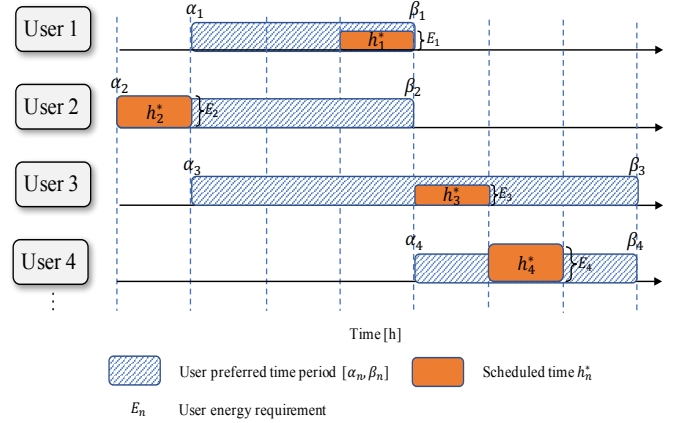 User 1
α₁
β₁
h₁*
E₁
User 2
α₂
β₂
h₂*
E₂
User 3
α₃
β₃
h₃*
E₃
User 4
α₄
β₄
h₄*
E₄
⋮
Time [h]
User preferred time period [αₙ, βₙ]
Scheduled time hₙ*
Eₙ User energy requirement